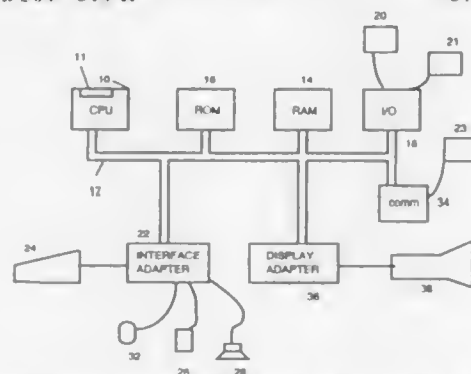 20
21
11
10
16
14
CPU
ROM
RAM
I/O
18
23
12
comm
34
22
24
INTERFACE
ADAPTER
DISPLAY
ADAPTER
36
38
32
26
28